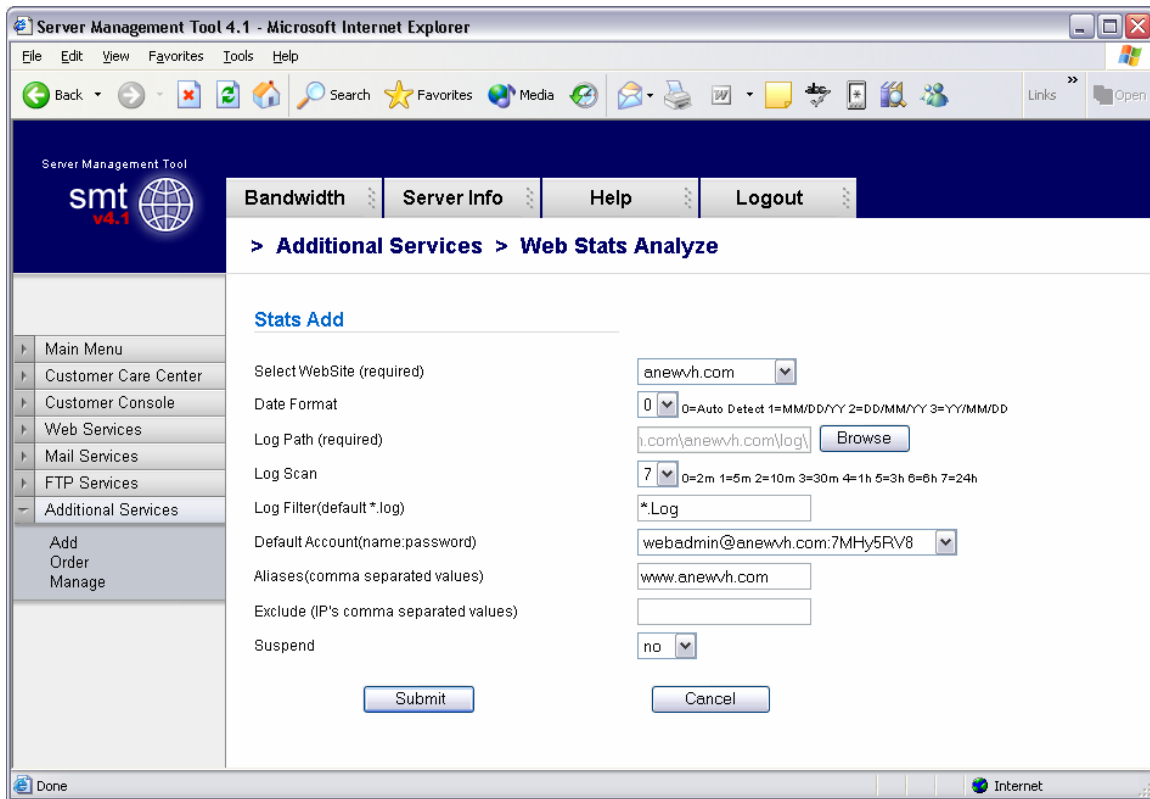 Server Management Tool 4.1 - Microsoft Internet Explorer
File Edit View Favorites Tools Help
Back Search Favorites Media Links Open
Server Management Tool
smt
v4.1
Bandwidth Server Info Help Logout
> Additional Services > Web Stats Analyze
Stats Add
Main Menu
Customer Care Center
Customer Console
Web Services
Mail Services
FTP Services
Additional Services
Add
Order
Manage
Select WebSite (required) anewvh.com
Date Format 0 0=Auto Detect 1=MM/DD/YY 2=DD/MM/YY 3=YY/MM/DD
Log Path (required) h.com\anewvh.com\log\ Browse
Log Scan 7 0=2m 1=5m 2=10m 3=30m 4=1h 5=3h 6=6h 7=24h
Log Filter(default *.log) *.Log
Default Account(name:password) webadmin@anewvh.com:7MHy5RV8
Aliases(comma separated values) www.anewvh.com
Exclude (IP's comma separated values)
Suspend no
Submit Cancel
Done Internet